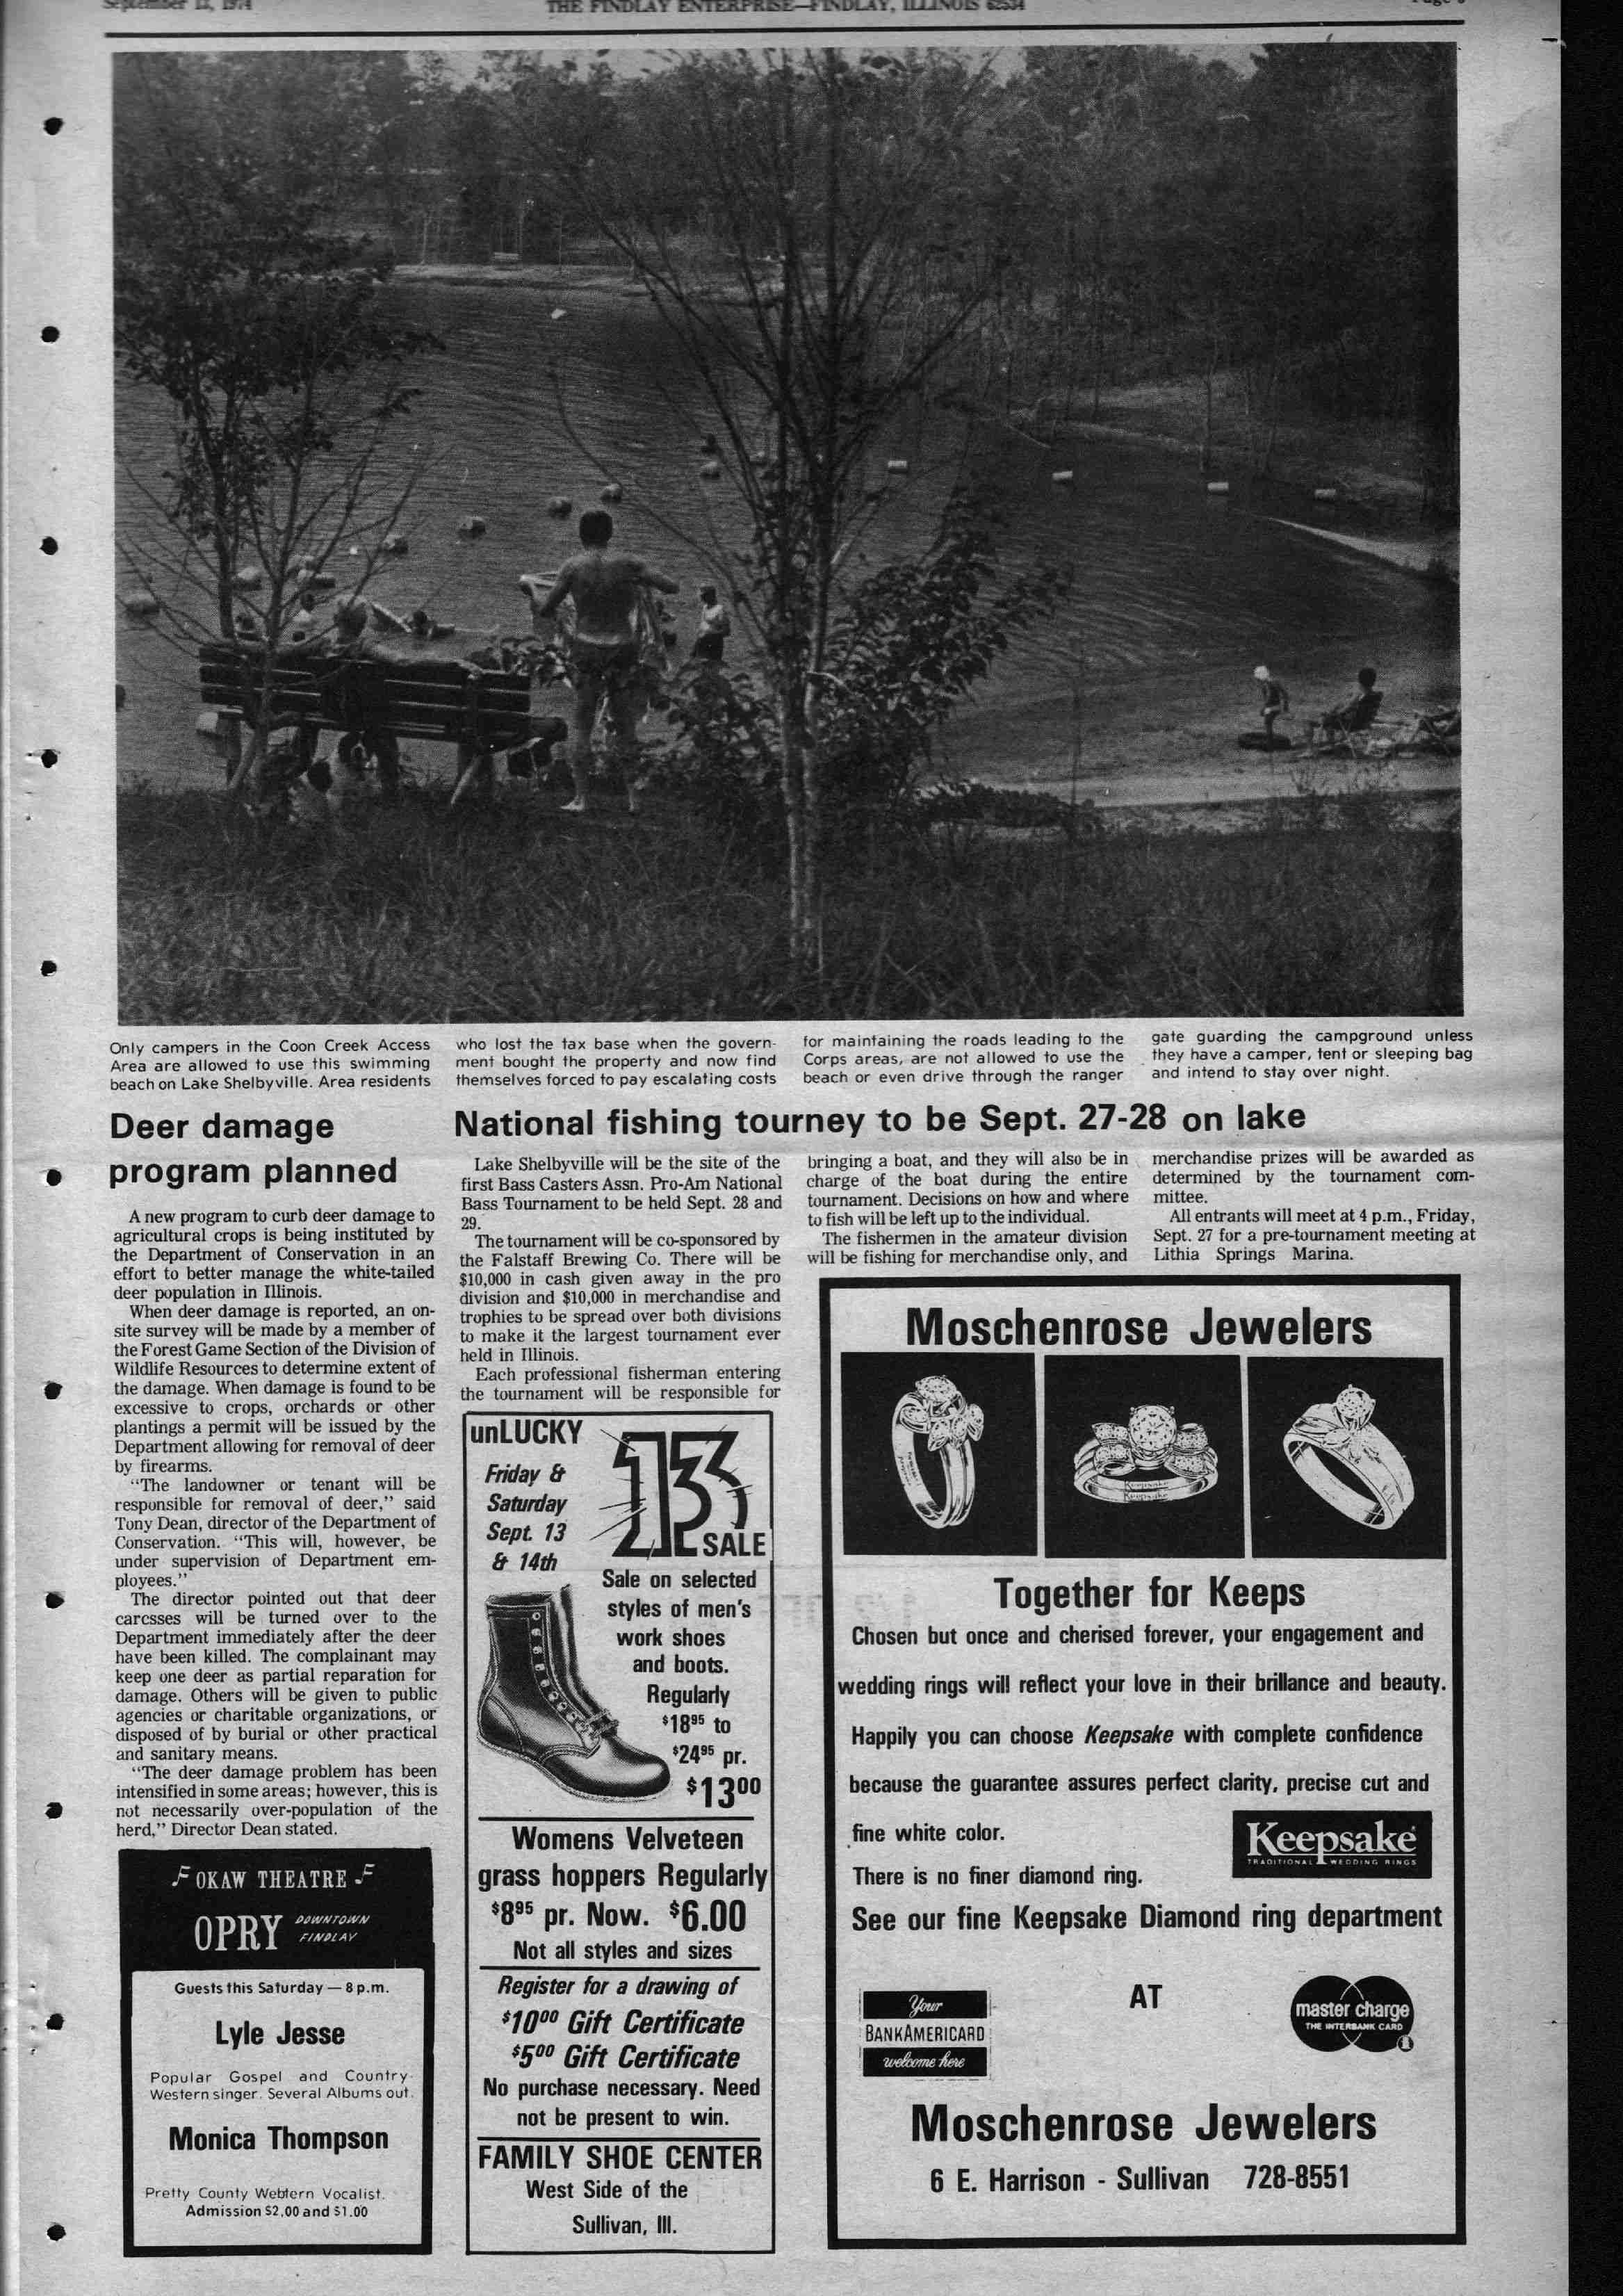 September 12, 1974
THE FINDLAY ENTERPRISE—FINDLAY, ILLINOIS 62534
Page
Only campers in the Coon Creek Access
Area are allowed to use this swimming
beach on Lake Shelbyville. Area residents
who lost the tax base when the govern-
ment bought the property and now find
themselves forced to pay escalating costs
for maintaining the roads leading to the
Corps areas, are not allowed to use the
beach or even drive through the ranger
gate guarding the campground unless
they have a camper, tent or sleeping bag
and intend to stay over night.
Deer damage
program planned
A new program to curb deer damage to
agricultural crops is being instituted by
the Department of Conservation in an
effort to better manage the white-tailed
deer population in Illinois.
When deer damage is reported, an on-
site survey will be made by a member of
the Forest Game Section of the Division of
Wildlife Resources to determine extent of
the damage. When damage is found to be
excessive to crops, orchards or other
plantings a permit will be issued by the
Department allowing for removal of deer
by firearms.
"The landowner or tenant will be
responsible for removal of deer," said
Tony Dean, director of the Department of
Conservation. "This will, however, be
under supervision of Department em-
ployees."
The director pointed out that deer
carcsses will be turned over to the
Department immediately after the deer
have been killed. The complainant may
keep one deer as partial reparation for
damage. Others will be given to public
agencies or charitable organizations, or
disposed of by burial or other practical
and sanitary means.
"The deer damage problem has been
intensified in some areas; however, this is
not necessarily over-population of the
herd," Director Dean stated.
National fishing tourney to be Sept. 27-28 on lake
Lake Shelbyville will be the site of the
first Bass Casters Assn. Pro-Am National
Bass Tournament to be held Sept. 28 and
29.
The tournament will be co-sponsored by
the Falstaff Brewing Co. There will be
$10,000 in cash given away in the pro
division and $10,000 in merchandise and
trophies to be spread over both divisions
to make it the largest tournament ever
held in Illinois.
Each professional fisherman entering
the tournament will be responsible for
bringing a boat, and they will also be in
charge of the boat during the entire
tournament. Decisions on how and where
to fish will be left up to the individual.
The fishermen in the amateur division
will be fishing for merchandise only, and
merchandise prizes will be awarded as
determined by the tournament com-
mittee.
All entrants will meet at 4 p.m., Friday,
Sept. 27 for a pre-tournament meeting at
Lithia Springs Marina.
OKAW THEATRE
OPRY
DOWNTOWN
FINDLAY
Guests this Saturday — 8 p.m.
Lyle Jesse
Popular Gospel and Country
Western singer. Several Albums out.
Monica Thompson
Pretty County Webtern Vocalist.
Admission $2.00 and $1.00
unLUCKY
13
SALE
Friday &
Saturday
Sept. 13
& 14th
Sale on selected
styles of men's
work shoes
and boots.
Regularly
$18⁹⁵ to
$24⁹⁵ pr.
$13⁰⁰
Womens Velveteen
grass hoppers Regularly
$8⁹⁵ pr. Now. $6.00
Not all styles and sizes
Register for a drawing of
$10⁰⁰ Gift Certificate
$5⁰⁰ Gift Certificate
No purchase necessary. Need
not be present to win.
FAMILY SHOE CENTER
West Side of the
Sullivan, Ill.
Moschenrose Jewelers
Keepsake
Keepsake
Together for Keeps
Chosen but once and cherised forever, your engagement and
wedding rings will reflect your love in their brillance and beauty.
Happily you can choose Keepsake with complete confidence
because the guarantee assures perfect clarity, precise cut and
fine white color.
There is no finer diamond ring.
Keepsake
TRADITIONAL WEDDING RINGS
See our fine Keepsake Diamond ring department
AT
Your
BANKAMERICARD
welcome here
master charge
THE INTERBANK CARD
i
Moschenrose Jewelers
6 E. Harrison - Sullivan 728-8551